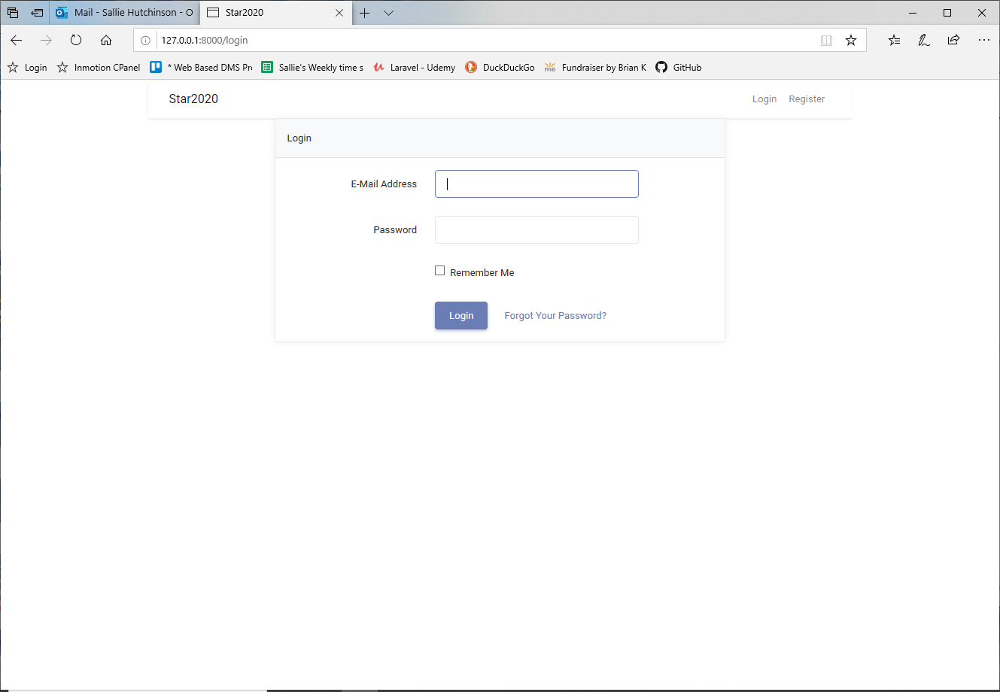 Mail - Sallie Hutchinson - O
Star2020
127.0.0.1:8000/login
Login
Inmotion CPanel
* Web Based DMS Pr
Sallie's Weekly time s
Laravel - Udemy
DuckDuckGo
me
Fundraiser by Brian K
GitHub
Star2020
Login
Register
Login
E-Mail Address
Password
Remember Me
Login
Forgot Your Password?